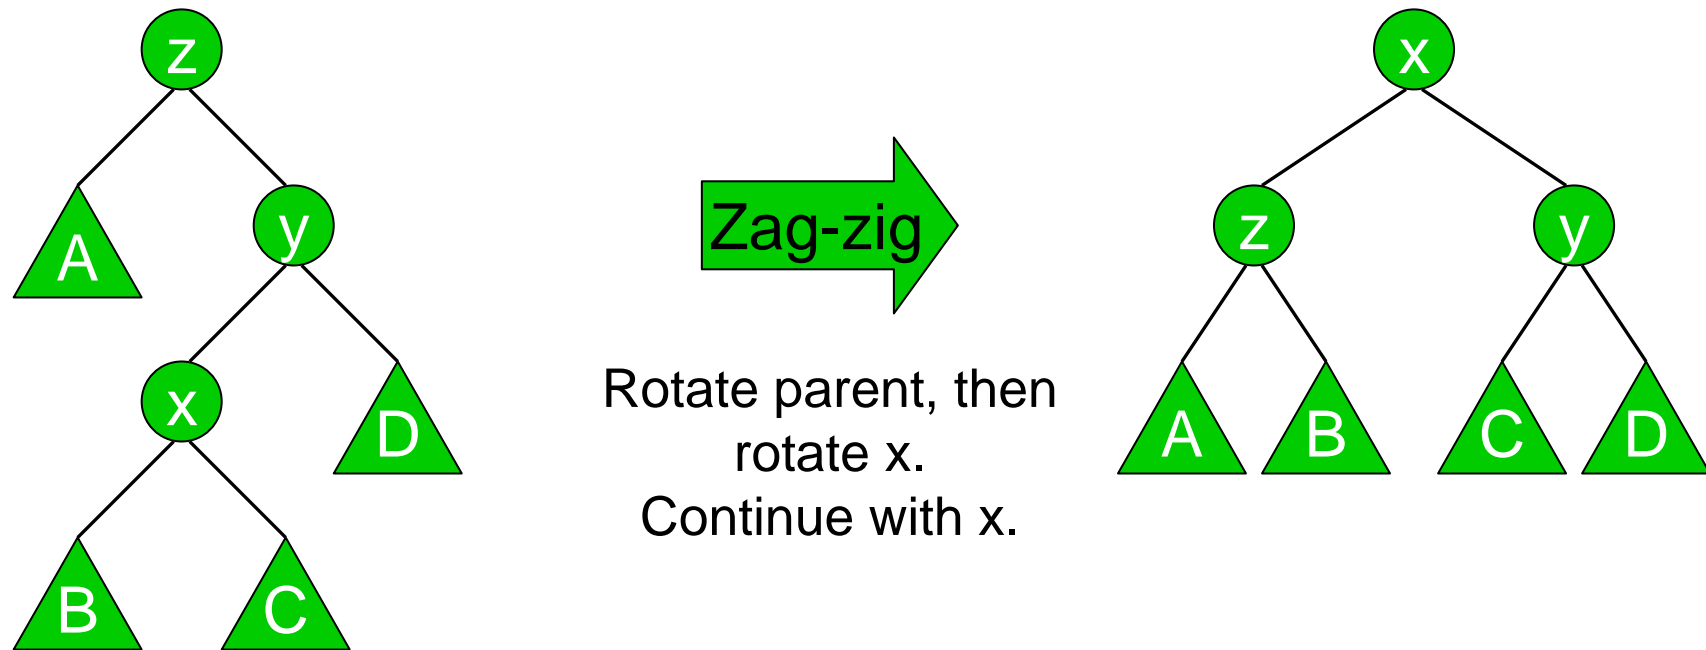 z
x
A
y
Zag-zig
z
y
x
D
Rotate parent, then
rotate x.
Continue with x.
A
B
C
D
B
C